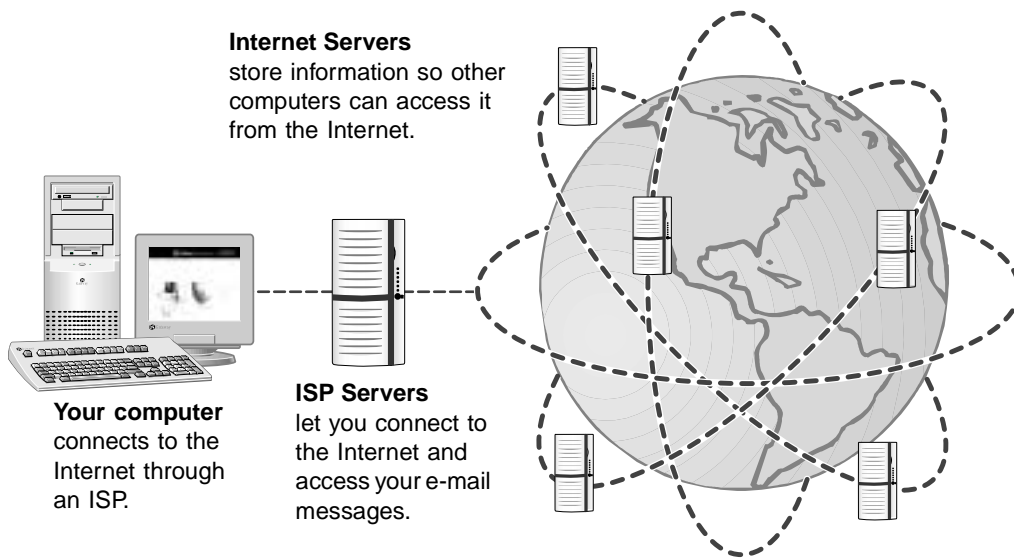 Internet Servers
store information so other
computers can access it
from the Internet.
Your computer
connects to the
Internet through
an ISP.
ISP Servers
let you connect to
the Internet and
access your e-mail
messages.